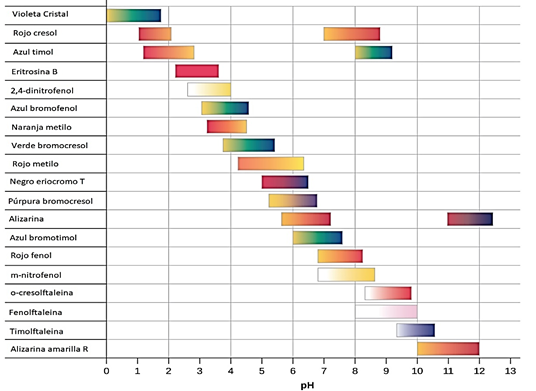 Violeta Cristal
Rojo cresol
Azul timol
Eritrosina B
2,4-dinitrofenol
Azul bromofenol
Naranja metilo
Verde bromocresol
Rojo metilo
Negro eriocromo T
Púrpura bromocresol
Alizarina
Azul bromotimol
Rojo fenol
m-nitrofenol
o-cresolftaleina
Fenolftaleina
Timolftaleina
Alizarina amarilla R
0 1 2 3 4 5 6 7 8 9 10 11 12 13
pH